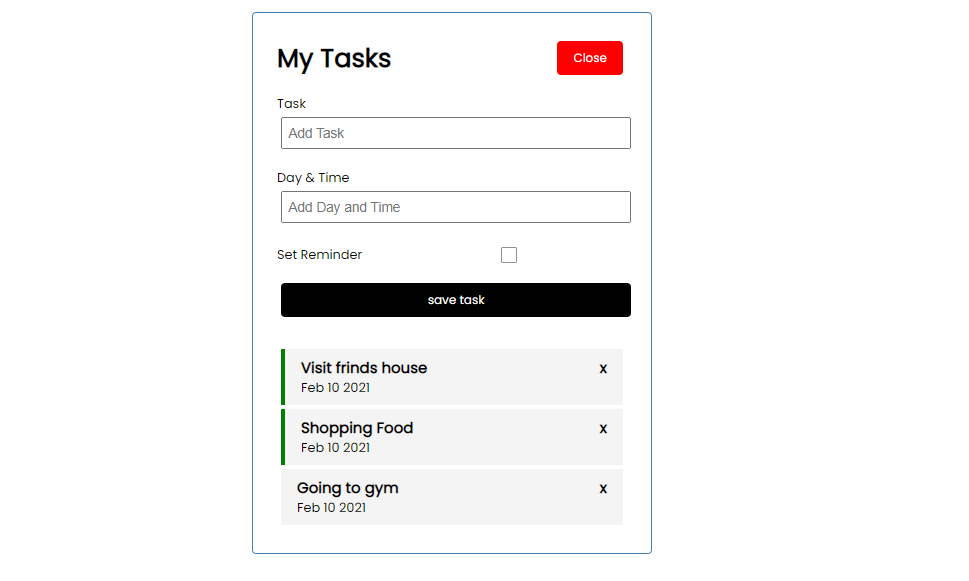 My Tasks
Close
Task
Add Task
Day & Time
Add Day and Time
Set Reminder
save task
Visit frinds house
x
Feb 10 2021
Shopping Food
x
Feb 10 2021
Going to gym
x
Feb 10 2021